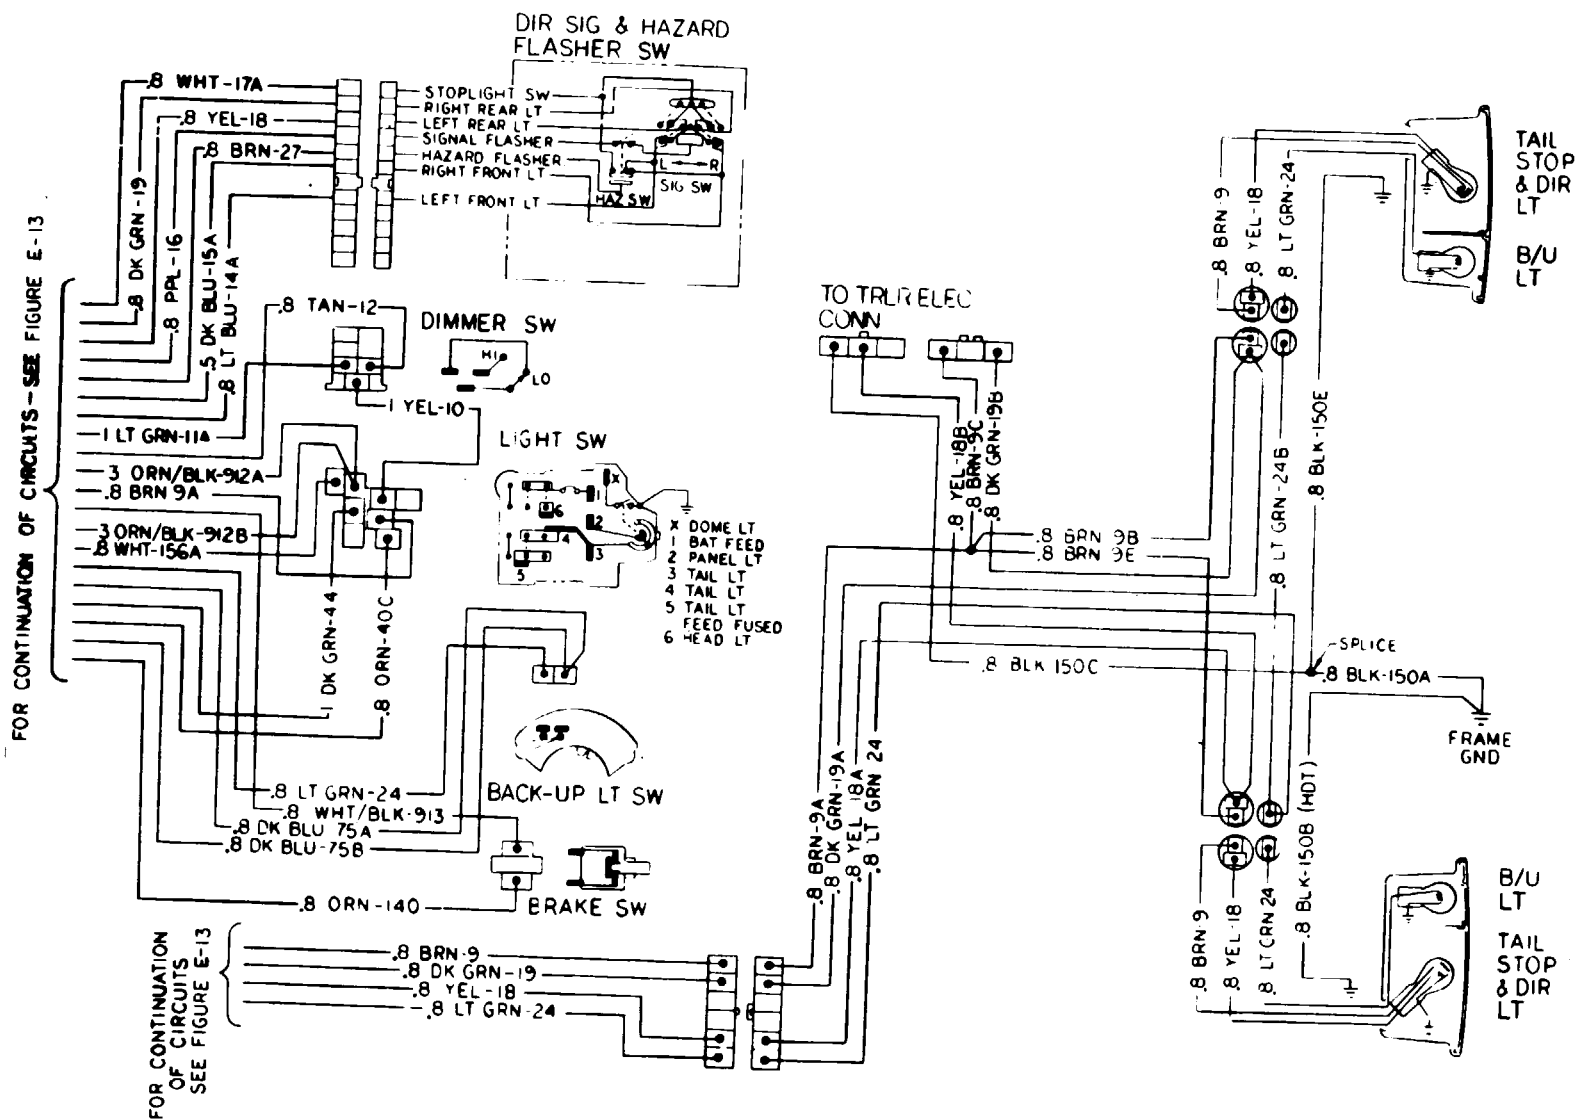 DIR SIG & HAZARD
FLASHER SW
.8 WHT-17A
.8 YEL-18
.8 BRN-27
STOPLIGHT SW
RIGHT REAR LT
LEFT REAR LT
SIGNAL FLASHER
HAZARD FLASHER
RIGHT FRONT LT
LEFT FRONT LT
L
R
SIG SW
HAZ SW
.8 DK GRN-19
.8 PPL-16
.5 DK BLU-15A
.8 LT BLU-14A
FOR CONTINUATION OF CIRCUITS-SEE FIGURE E-13
.8 TAN-12
DIMMER SW
HI
LO
1 YEL-10
1 LT GRN-11A
3 ORN/BLK-912A
.8 BRN 9A
3 ORN/BLK-912B
.8 WHT-156A
LIGHT SW
X
1
6
2
4
3
5
X DOME LT
1 BAT FEED
2 PANEL LT
3 TAIL LT
4 TAIL LT
5 TAIL LT
FEED FUSED
6 HEAD LT
1 DK GRN-44
.8 ORN-40C
.8 LT GRN-24
.8 WHT/BLK-913
.8 DK BLU 75A
.8 DK BLU-75B
BACK-UP LT SW
.8 ORN-140
BRAKE SW
FOR CONTINUATION
OF CIRCUITS
SEE FIGURE E-13
.8 BRN-9
.8 DK GRN-19
.8 YEL-18
.8 LT GRN-24
TO TRLR ELEC
CONN
.8 YEL-18B
.8 BRN-9C
.8 DK GRN-19B
.8 BRN 9B
.8 BRN 9E
.8 BLK 150C
.8 BRN-9A
.8 DK GRN-19A
.8 YEL 18A
.8 LT GRN 24
.8 BRN-9
.8 YEL-18
.8 LT GRN-24
TAIL
STOP
& DIR
LT
B/U
LT
.8 BLK-150E
.8 LT GRN-24B
SPLICE
.8 BLK-150A
FRAME
GND
.8 BLK-150B (HDT)
.8 BRN-9
.8 YEL-18
.8 LT GRN 24
B/U
LT
TAIL
STOP
& DIR
LT